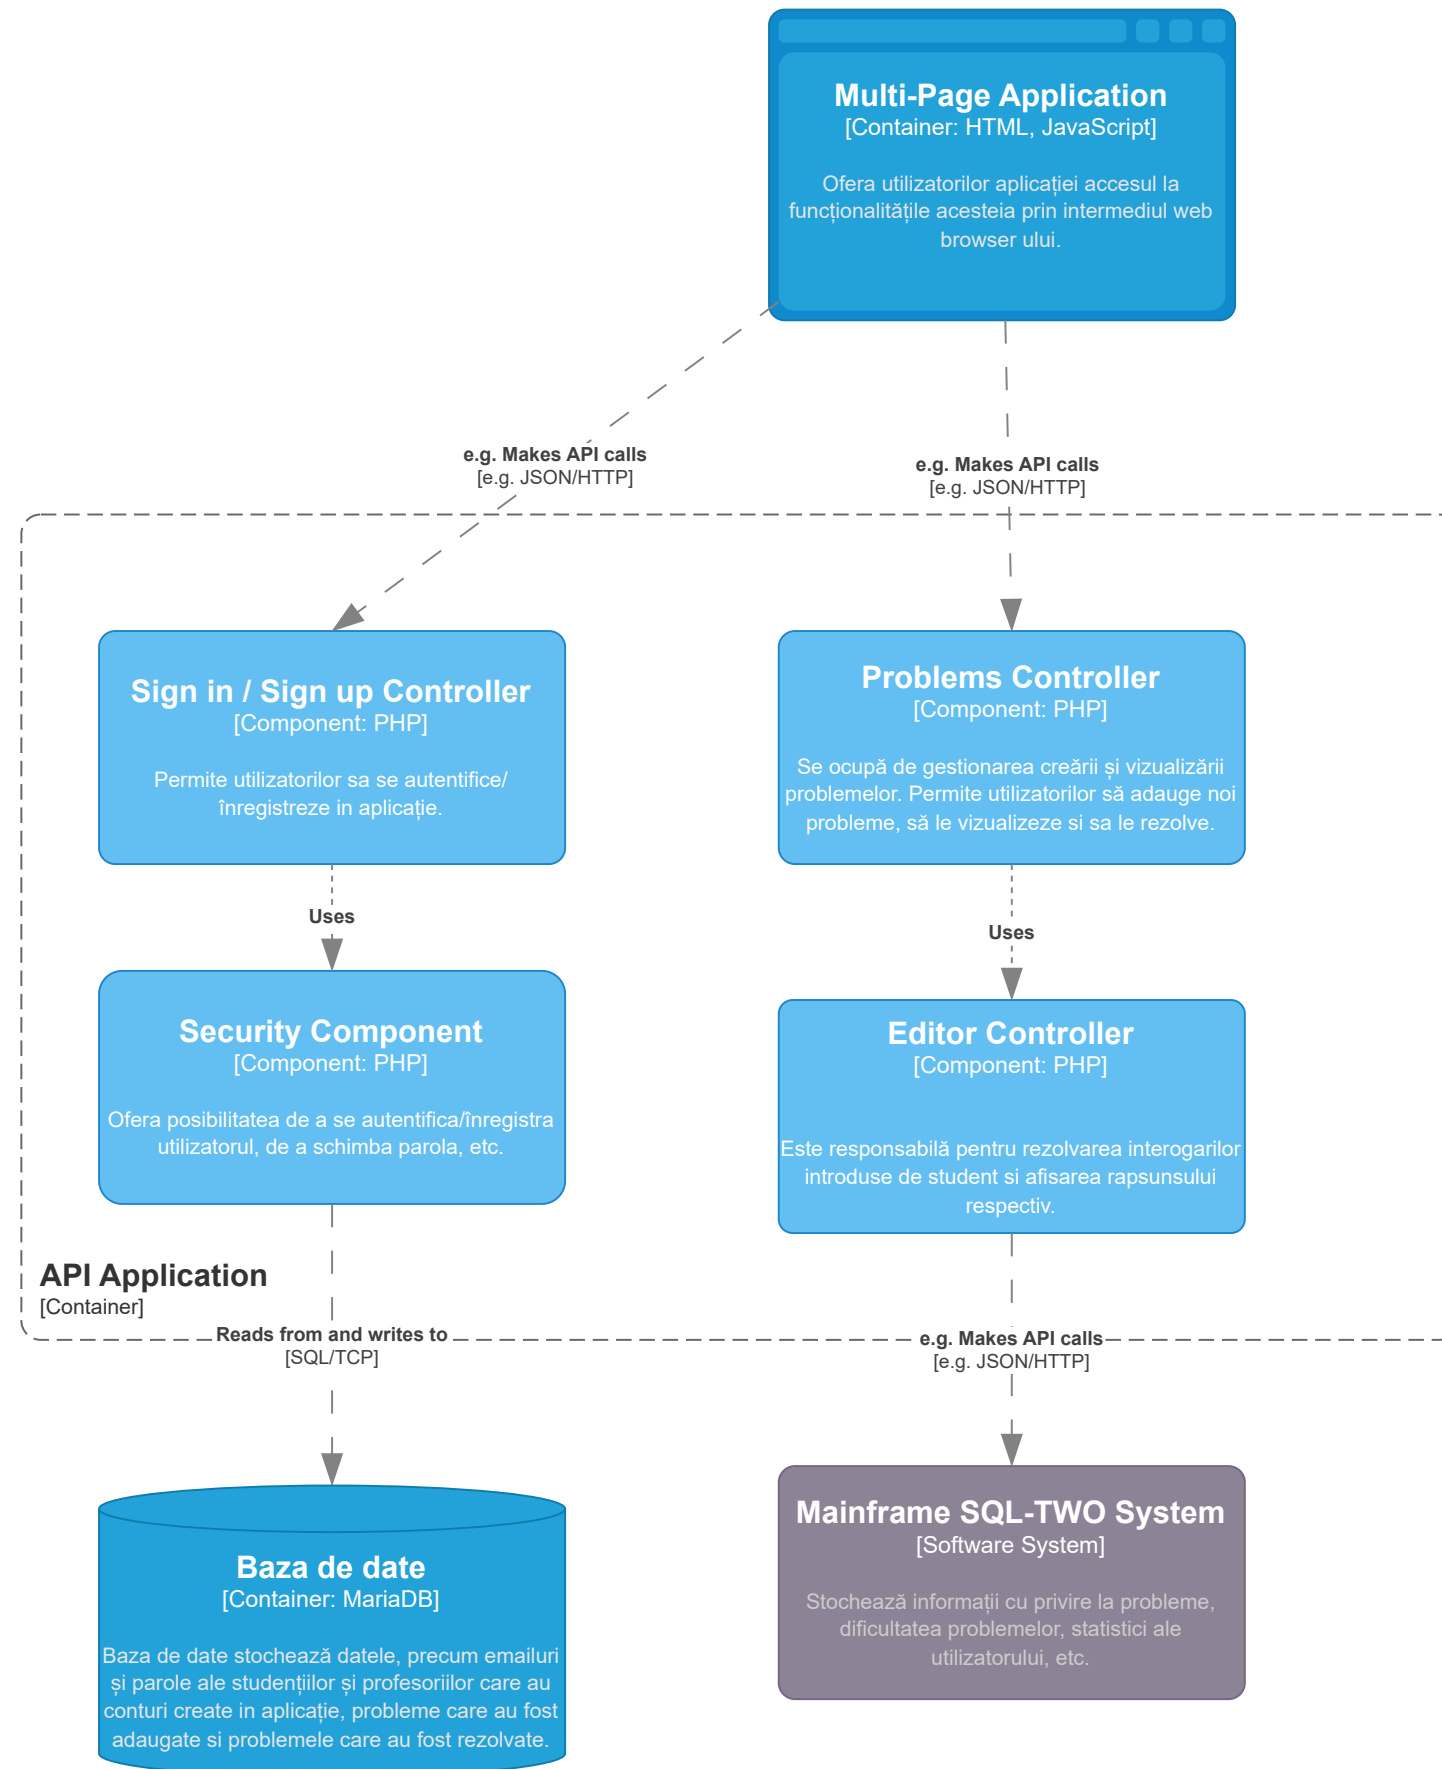 Multi-Page Application
[Container: HTML, JavaScript]
Ofera utilizatorilor aplicației accesul la
funcționalitățile acesteia prin intermediul web
browser ului.
e.g. Makes API calls
[e.g. JSON/HTTP]
e.g. Makes API calls
[e.g. JSON/HTTP]
Sign in / Sign up Controller
[Component: PHP]
Permite utilizatorilor sa se autentifice/
înregistreze in aplicație.
Problems Controller
[Component: PHP]
Se ocupă de gestionarea creării și vizualizării
problemelor. Permite utilizatorilor să adauge noi
probleme, să le vizualizeze si sa le rezolve.
Uses
Uses
Security Component
[Component: PHP]
Ofera posibilitatea de a se autentifica/înregistra
utilizatorul, de a schimba parola, etc.
Editor Controller
[Component: PHP]
Este responsabilă pentru rezolvarea interogarilor
introduse de student si afisarea rapsunsului
respectiv.
API Application
[Container]
Reads from and writes to
[SQL/TCP]
e.g. Makes API calls
[e.g. JSON/HTTP]
Baza de date
[Container: MariaDB]
Baza de date stochează datele, precum emailuri
și parole ale studenților și profesoriilor care au
conturi create in aplicație, probleme care au fost
adaugate si problemele care au fost rezolvate.
Mainframe SQL-TWO System
[Software System]
Stochează informații cu privire la probleme,
dificultatea problemelor, statistici ale
utilizatorului, etc.